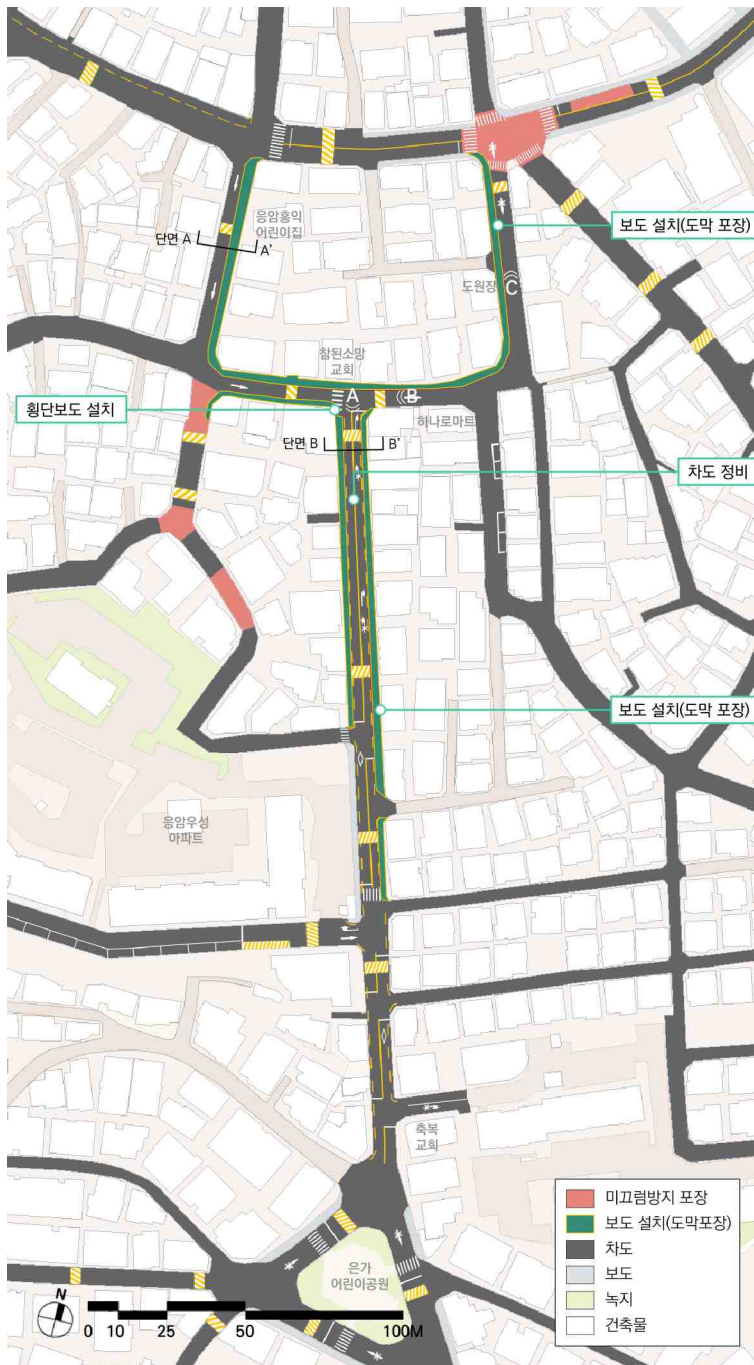 응암홍익
어린이집
단면 A
A'
보도 설치(도막 포장)
도원장
C
참된소망
교회
A
B
횡단보도 설치
하나로마트
단면 B
B'
차도 정비
보도 설치(도막 포장)
응암우성
아파트
축복
교회
은가
어린이공원
미끄럼방지 포장
보도 설치(도막포장)
차도
보도
녹지
건축물
N
0 10 25 50 100M